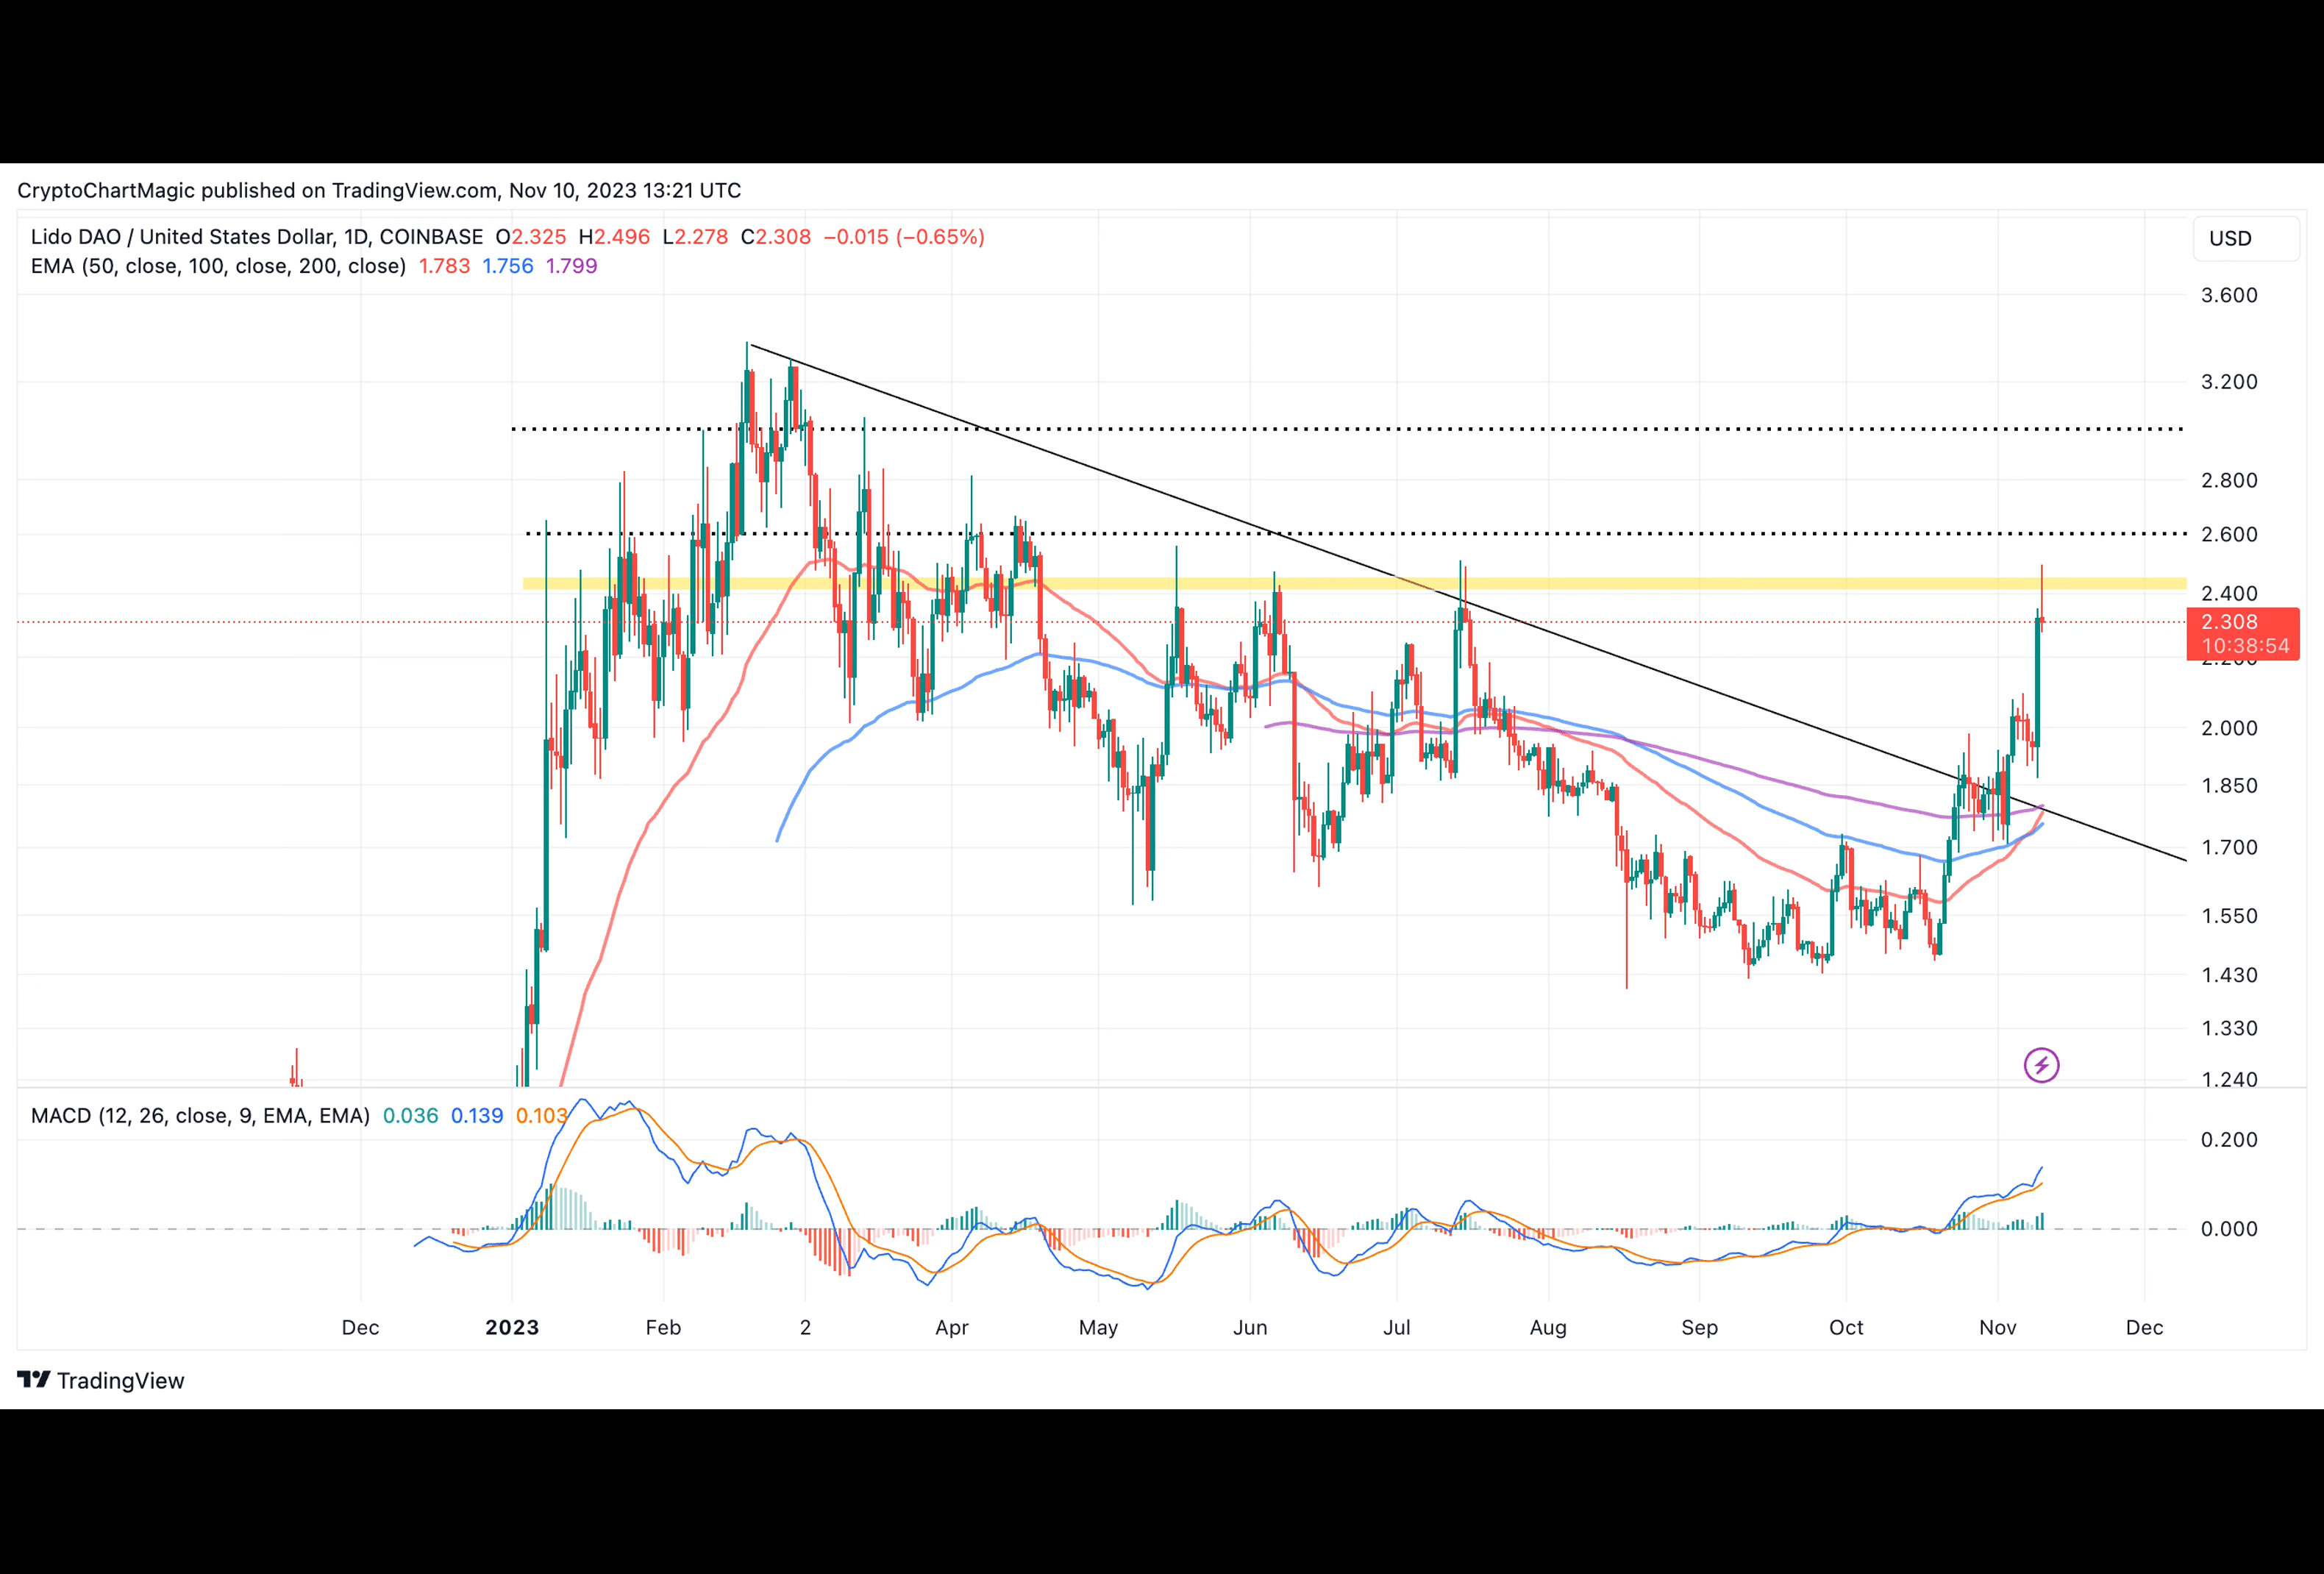 CryptoChartMagic published on TradingView.com, Nov 10, 2023 13:21 UTC
Lido DAO / United States Dollar, 1D, COINBASE O2.325 H2.496 L2.278 C2.308 −0.015 (−0.65%)
EMA (50, close, 100, close, 200, close) 1.783 1.756 1.799
USD
3.600
3.200
2.800
2.600
2.400
2.308
10:38:54
2.200
2.000
1.850
1.700
1.550
1.430
1.330
1.240
MACD (12, 26, close, 9, EMA, EMA) 0.036 0.139 0.103
0.200
0.000
Dec 2023 Feb 2 Apr May Jun Jul Aug Sep Oct Nov Dec
TradingView